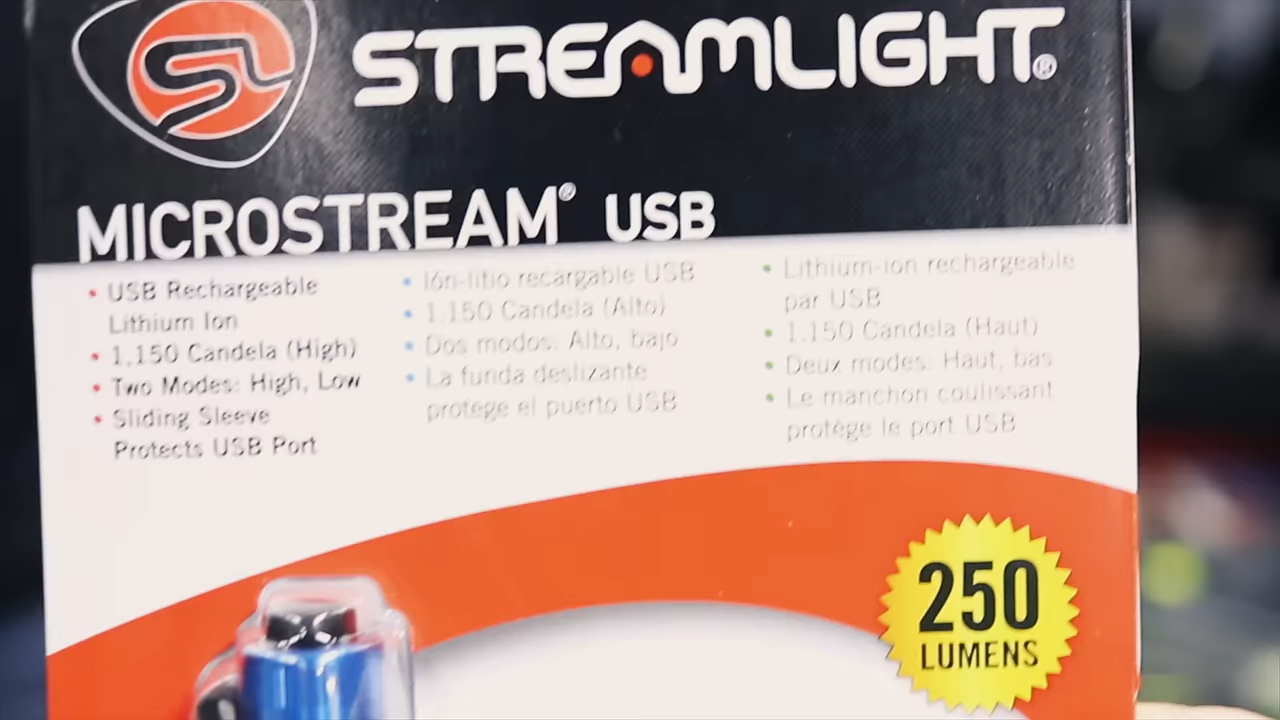 SL
STREAMLIGHT®
MICROSTREAM® USB
• USB Rechargeable
Lithium Ion
• 1,150 Candela (High)
• Two Modes: High, Low
• Sliding Sleeve
Protects USB Port
• Ión-litio recargable USB
• 1.150 Candela (Alto)
• Dos modos: Alto, bajo
• La funda deslizante
protege el puerto USB
• Lithium-ion rechargeable
par USB
• 1.150 Candela (Haut)
• Deux modes: Haut, bas
• Le manchon coulissant
protège le port USB
250
LUMENS